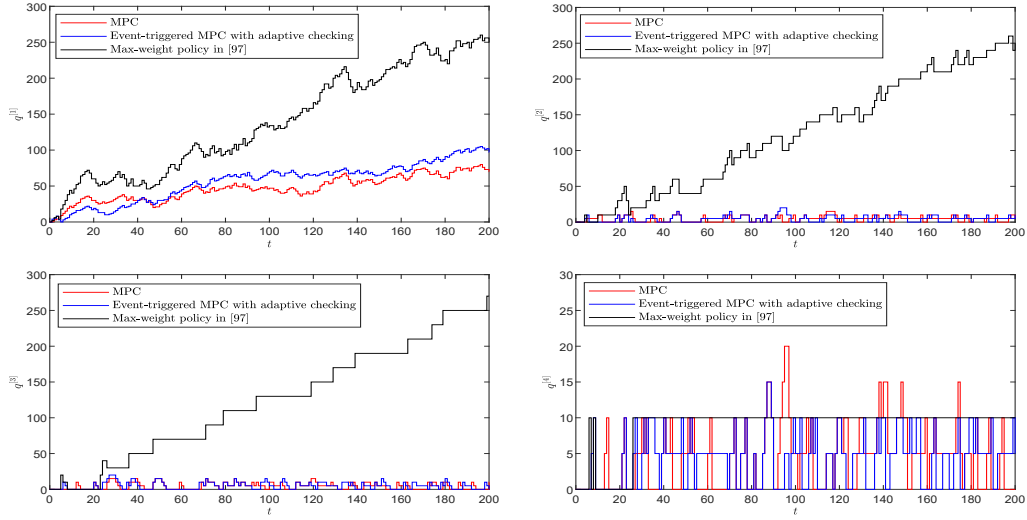 300
250
200
150
100
50
0
q[1]
MPC
Event-triggered MPC with adaptive checking
Max-weight policy in [97]
0 20 40 60 80 100 120 140 160 180 200
t
300
250
200
150
100
50
0
q[2]
MPC
Event-triggered MPC with adaptive checking
Max-weight policy in [97]
0 20 40 60 80 100 120 140 160 180 200
t
300
250
200
150
100
50
0
q[3]
MPC
Event-triggered MPC with adaptive checking
Max-weight policy in [97]
0 20 40 60 80 100 120 140 160 180 200
t
30
25
20
15
10
5
0
q[4]
MPC
Event-triggered MPC with adaptive checking
Max-weight policy in [97]
0 20 40 60 80 100 120 140 160 180 200
t